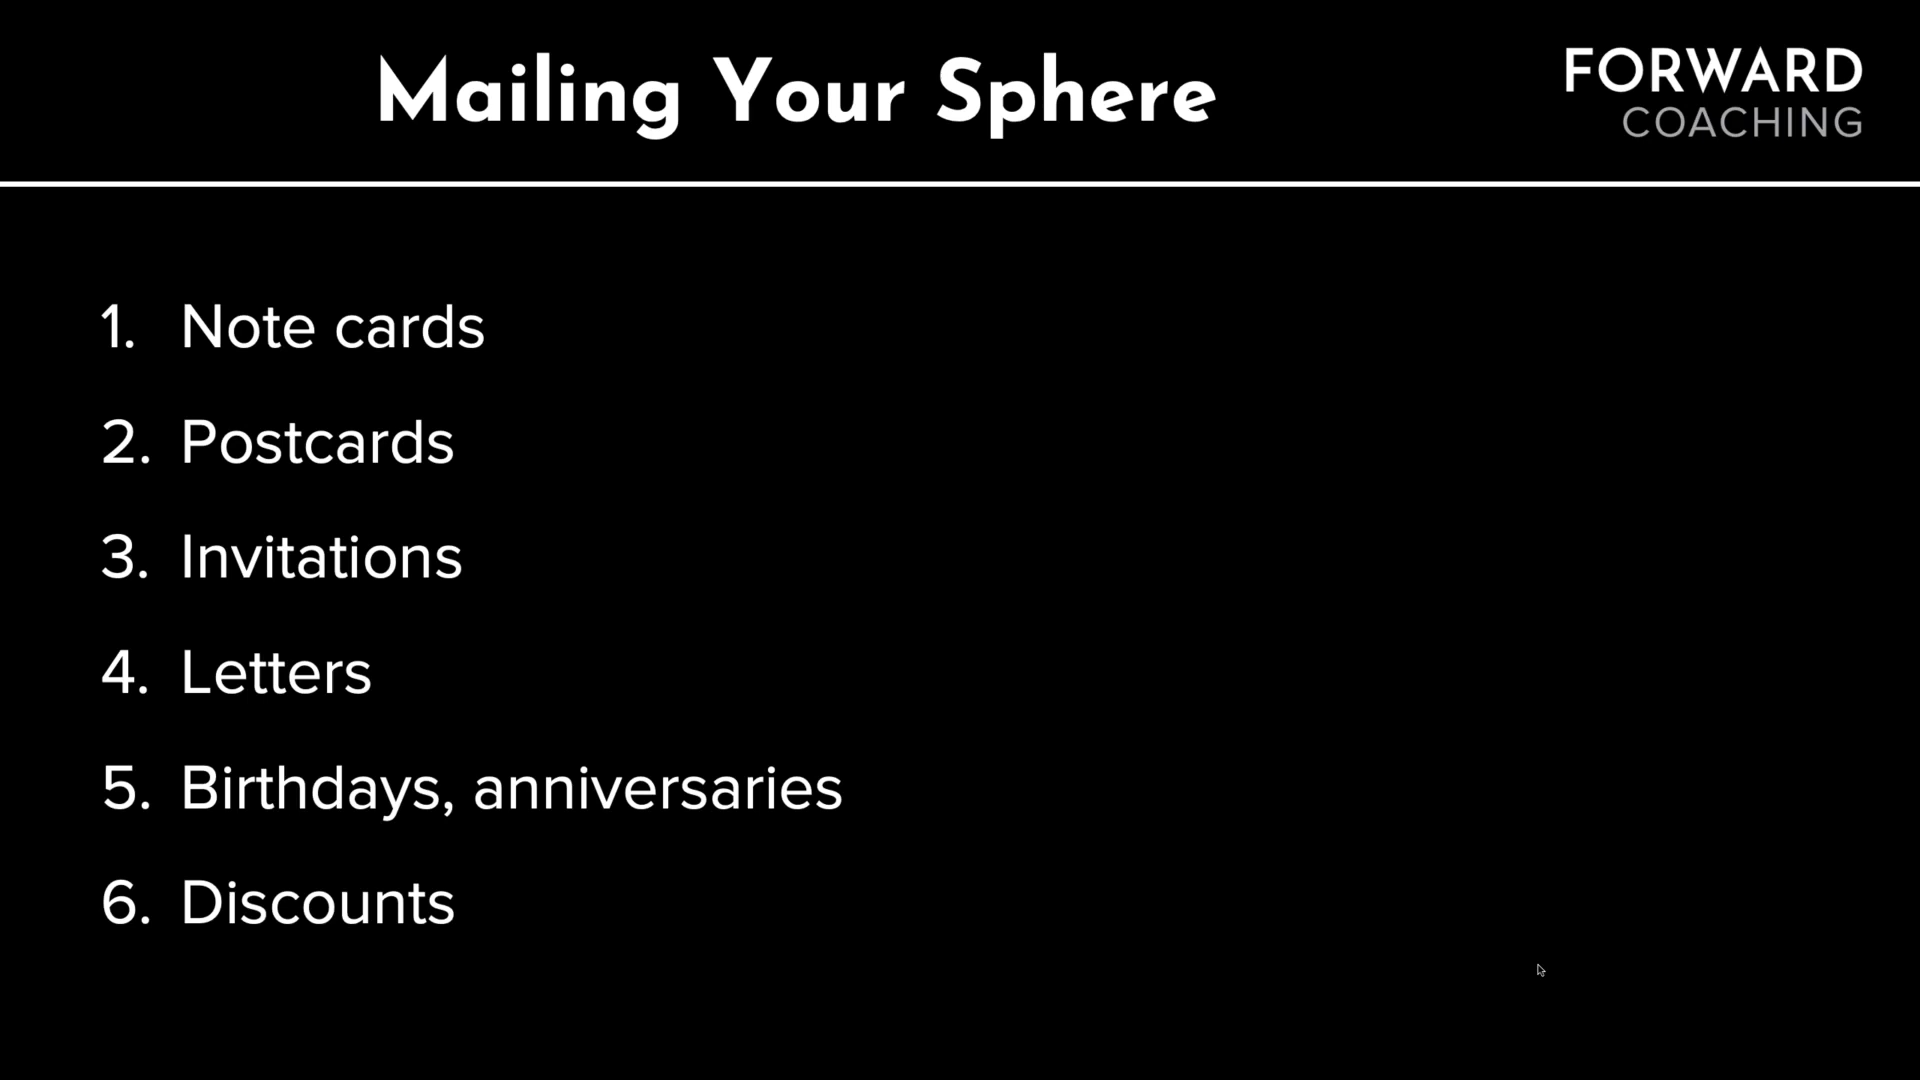 Mailing Your Sphere
FORWARD
COACHING
1. Note cards
2. Postcards
3. Invitations
4. Letters
5. Birthdays, anniversaries
6. Discounts